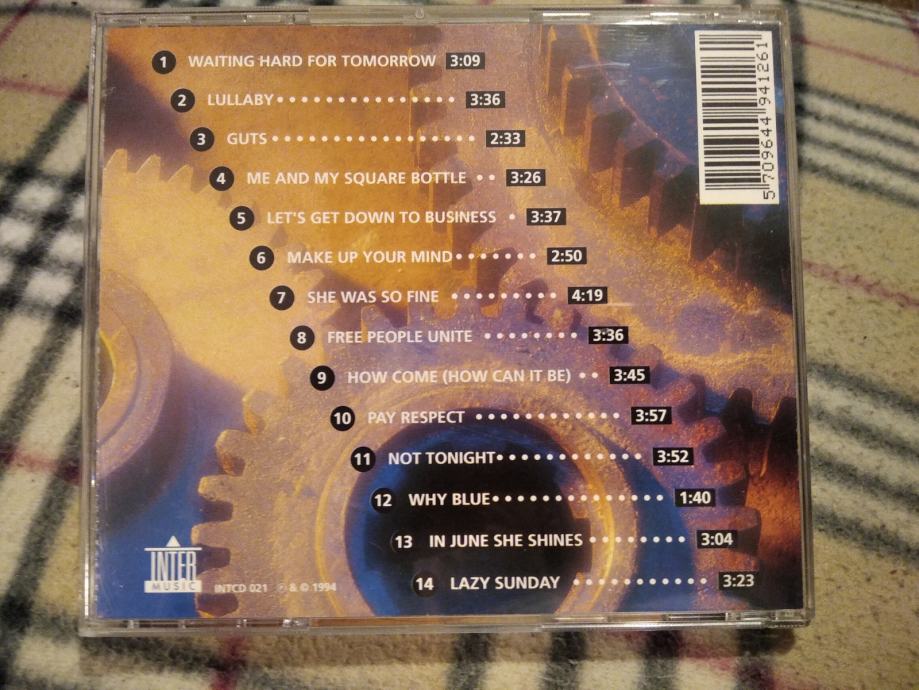 1 WAITING HARD FOR TOMORROW 3:09
2 LULLABY 3:36
3 GUTS 2:33
4 ME AND MY SQUARE BOTTLE 3:26
5 LET'S GET DOWN TO BUSINESS 3:37
6 MAKE UP YOUR MIND 2:50
7 SHE WAS SO FINE 4:19
8 FREE PEOPLE UNITE 3:36
9 HOW COME (HOW CAN IT BE) 3:45
10 PAY RESPECT 3:57
11 NOT TONIGHT 3:52
12 WHY BLUE 1:40
13 IN JUNE SHE SHINES 3:04
14 LAZY SUNDAY 3:23
INTER
MUSIC
INTCD 021 ℗ & © 1994
5 709644 941261